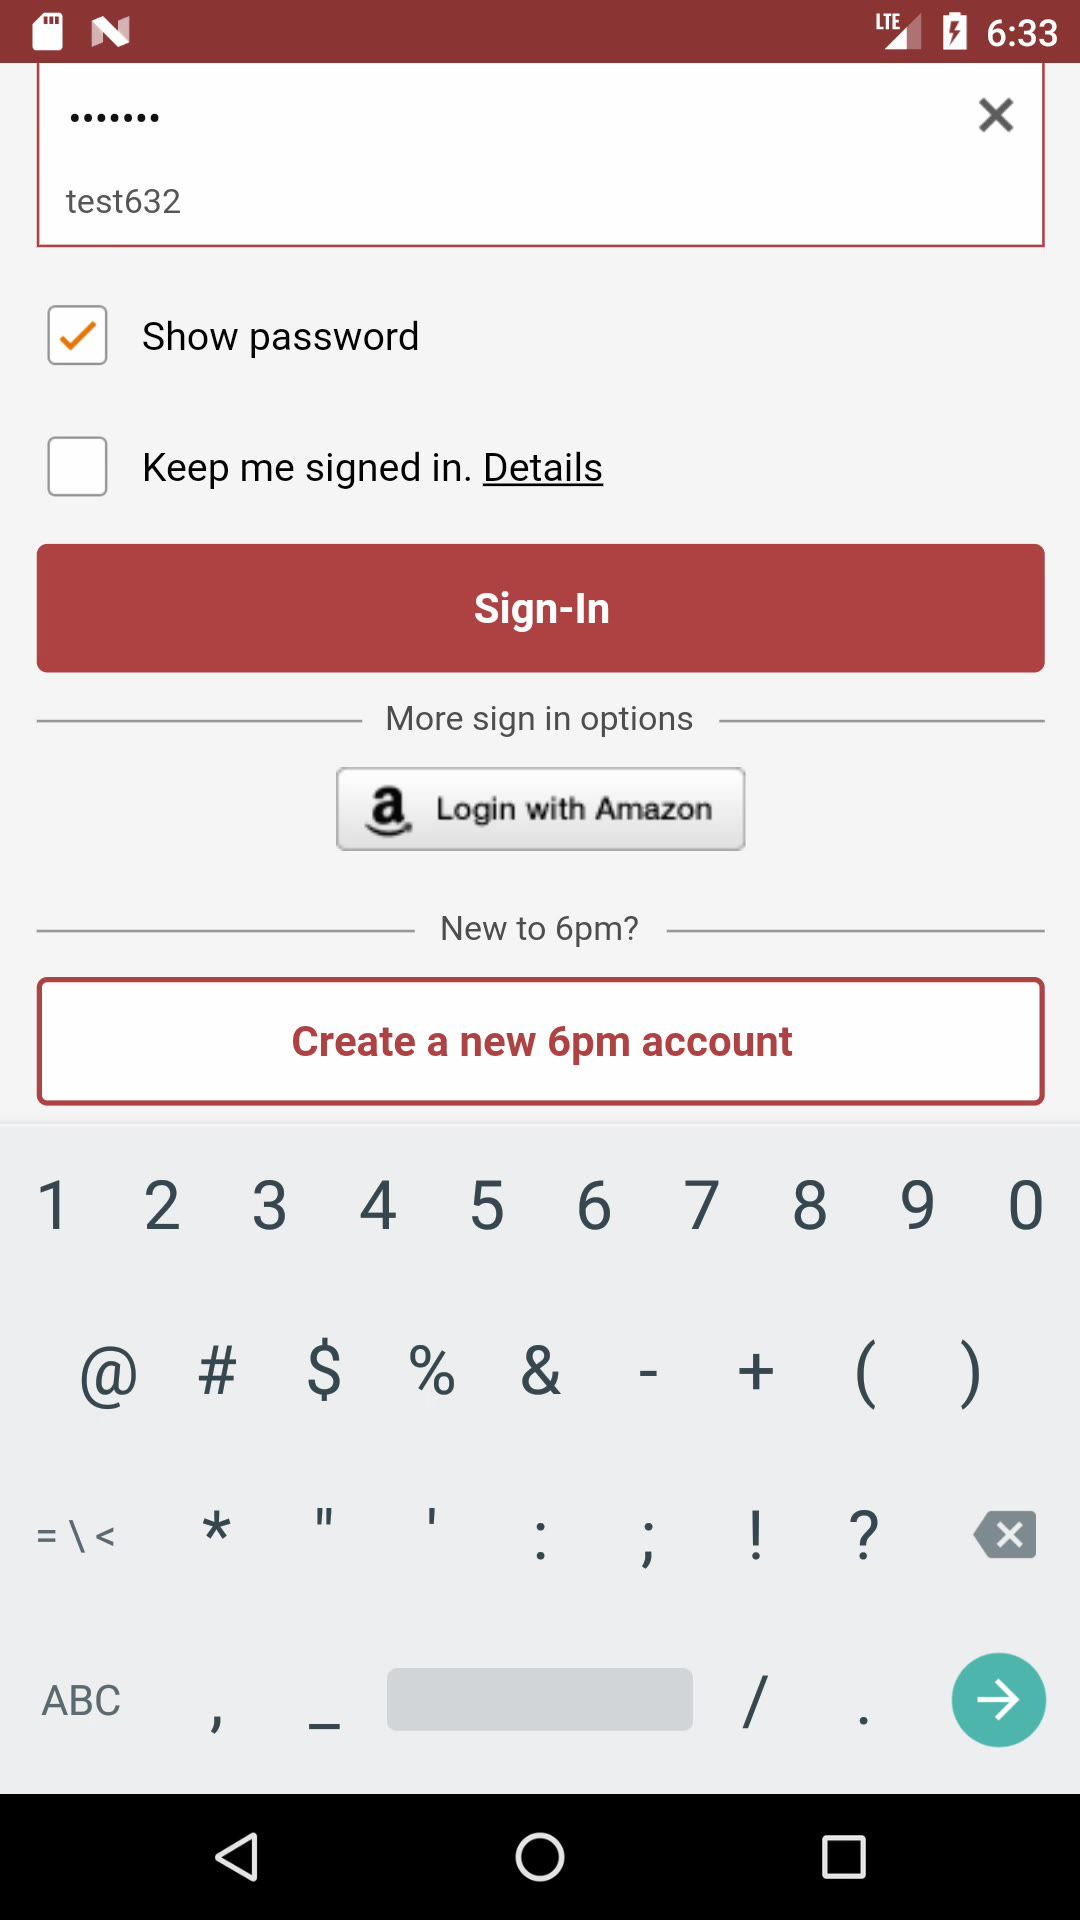 LTE 6:33
•••••••
test632
Show password
Keep me signed in. Details
Sign-In
More sign in options
a Login with Amazon
New to 6pm?
Create a new 6pm account
1 2 3 4 5 6 7 8 9 0
@ # $ % & - + ( )
= \ < * " ' : ; ! ?
ABC , _ / .